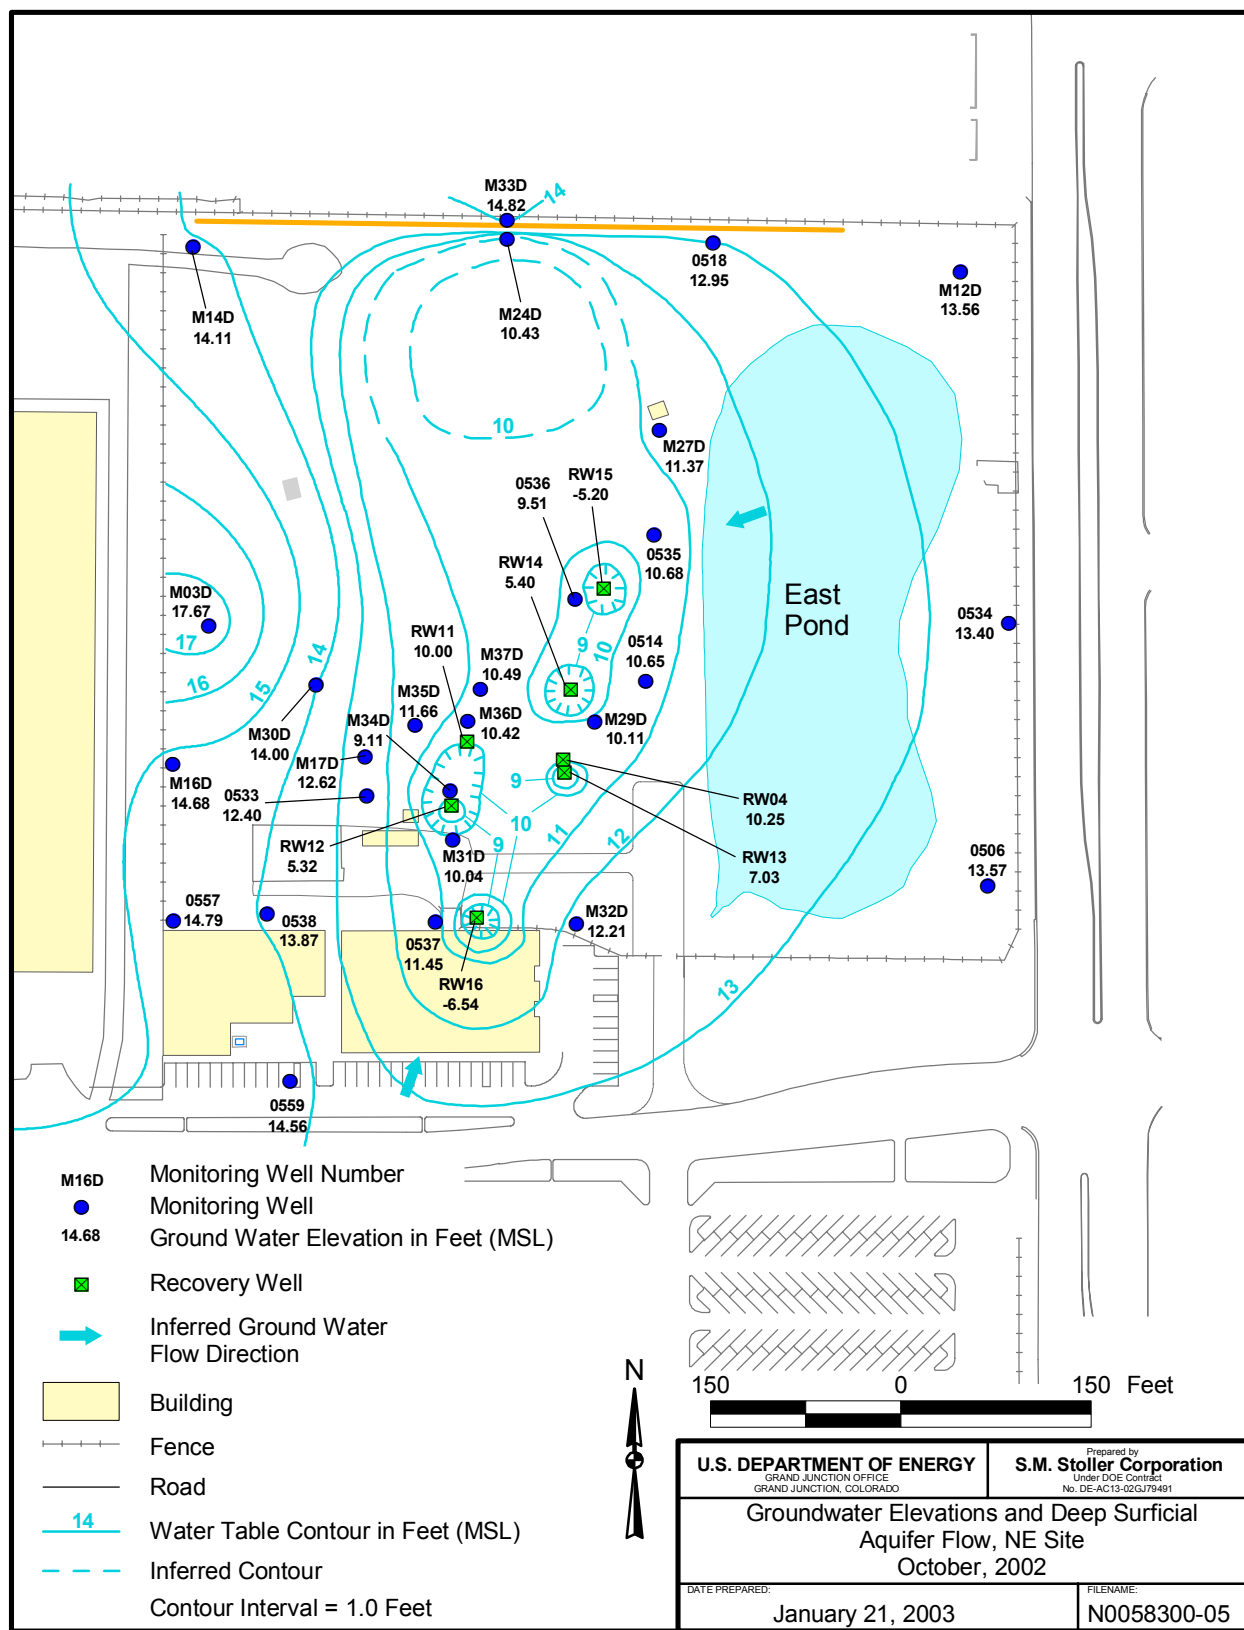 M33D
14.82
14
0518
12.95
M12D
13.56
M14D
14.11
M24D
10.43
10
M27D
11.37
0536
9.51
RW15
-5.20
0535
10.68
RW14
5.40
East
Pond
M03D
17.67
17
16
15
14
RW11
10.00
9
10
0514
10.65
0534
13.40
M37D
10.49
M35D
11.66
M36D
10.42
M29D
10.11
M30D
14.00
M34D
9.11
M17D
12.62
M16D
14.68
0533
12.40
9
10
9
11
12
RW04
10.25
RW12
5.32
M31D
10.04
RW13
7.03
0506
13.57
0557
14.79
0538
13.87
0537
11.45
M32D
12.21
RW16
-6.54
13
0559
14.56
M16D Monitoring Well Number
Monitoring Well
14.68 Ground Water Elevation in Feet (MSL)
Recovery Well
Inferred Ground Water
Flow Direction
Building
Fence
Road
14 Water Table Contour in Feet (MSL)
Inferred Contour
Contour Interval = 1.0 Feet
N
150 0 150 Feet
U.S. DEPARTMENT OF ENERGY
GRAND JUNCTION OFFICE
GRAND JUNCTION, COLORADO
Prepared by
S.M. Stoller Corporation
Under DOE Contract
No. DE-AC13-02GJ79491
Groundwater Elevations and Deep Surficial
Aquifer Flow, NE Site
October, 2002
DATE PREPARED:
January 21, 2003
FILENAME:
N0058300-05